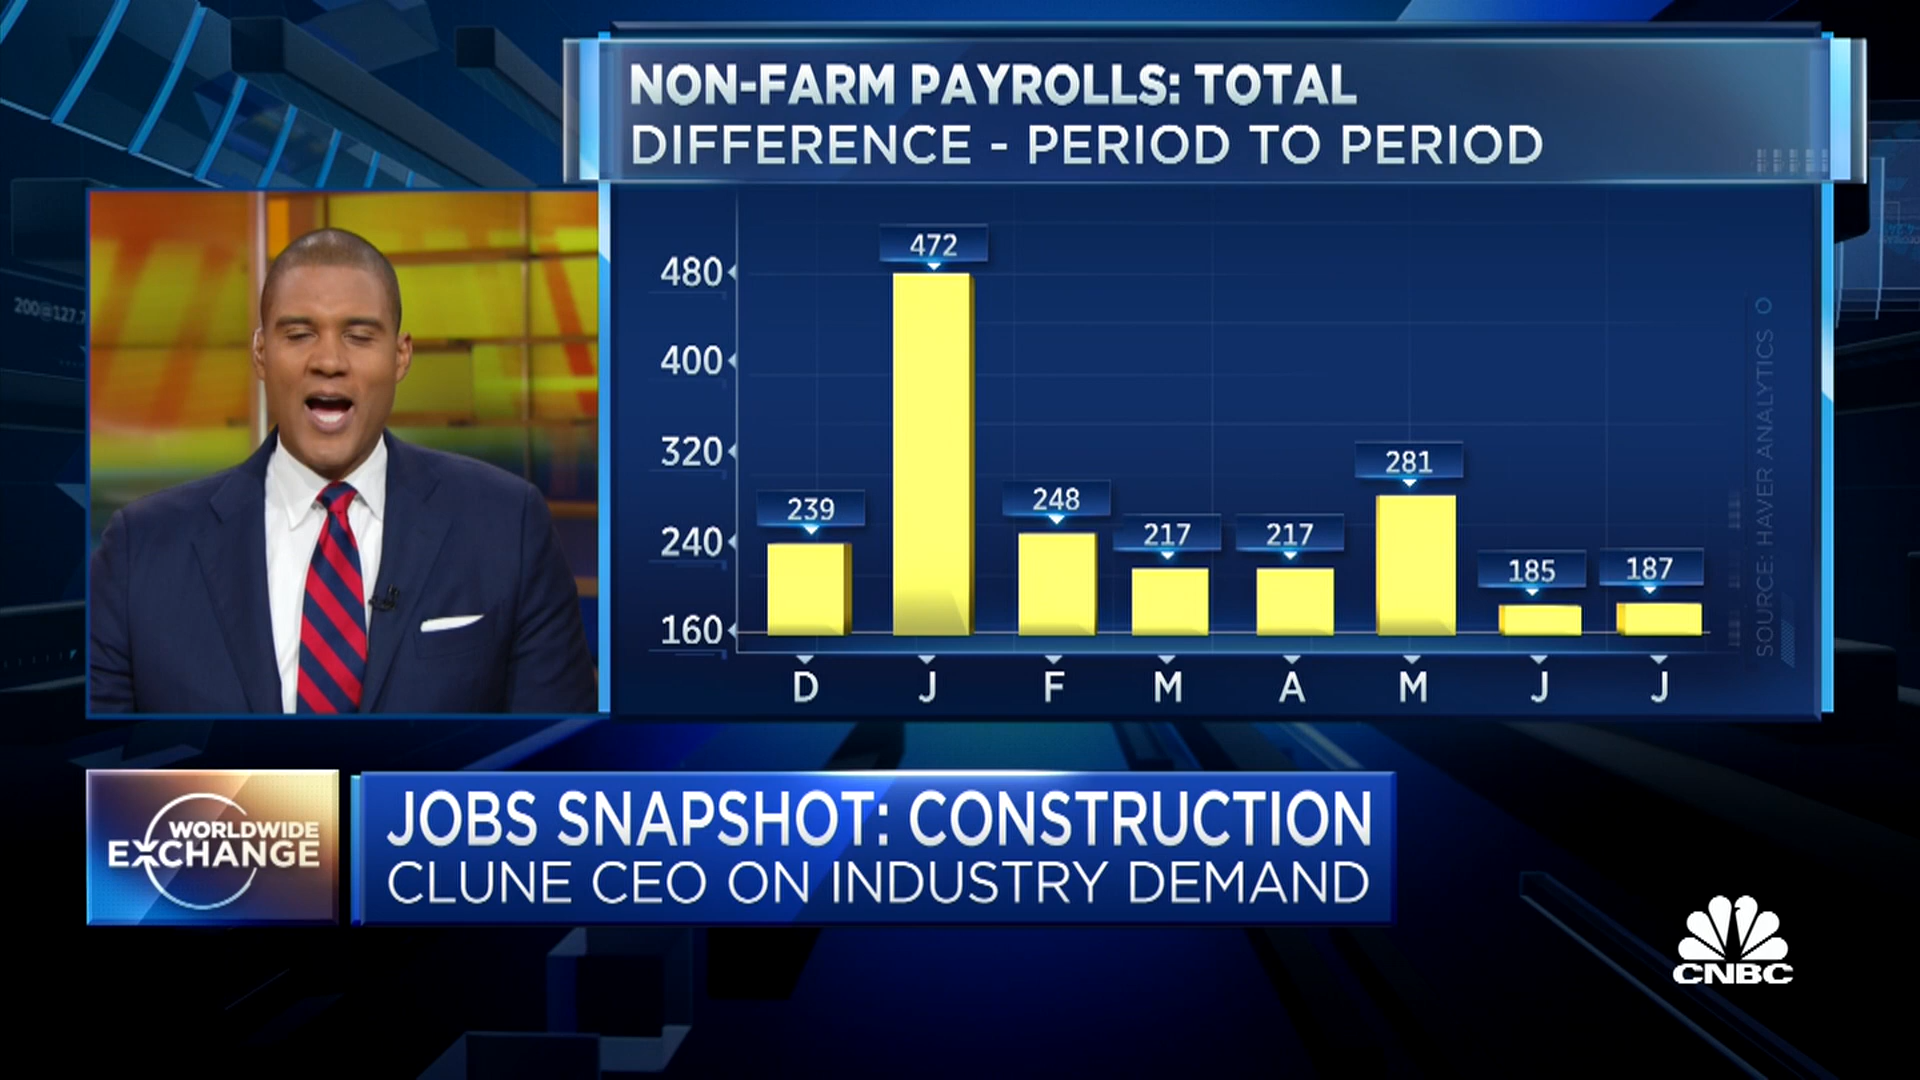 NON-FARM PAYROLLS: TOTAL
DIFFERENCE - PERIOD TO PERIOD
480
400
320
240
160
239
472
248
217
217
281
185
187
D J F M A M J J
SOURCE: HAVER ANALYTICS
WORLDWIDE
EXCHANGE
JOBS SNAPSHOT: CONSTRUCTION
CLUNE CEO ON INDUSTRY DEMAND
CNBC